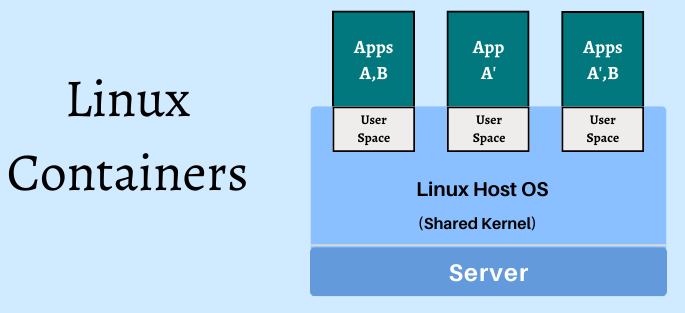 Linux
Containers
Apps
A,B
App
A'
Apps
A',B
User
Space
User
Space
User
Space
Linux Host OS
(Shared Kernel)
Server